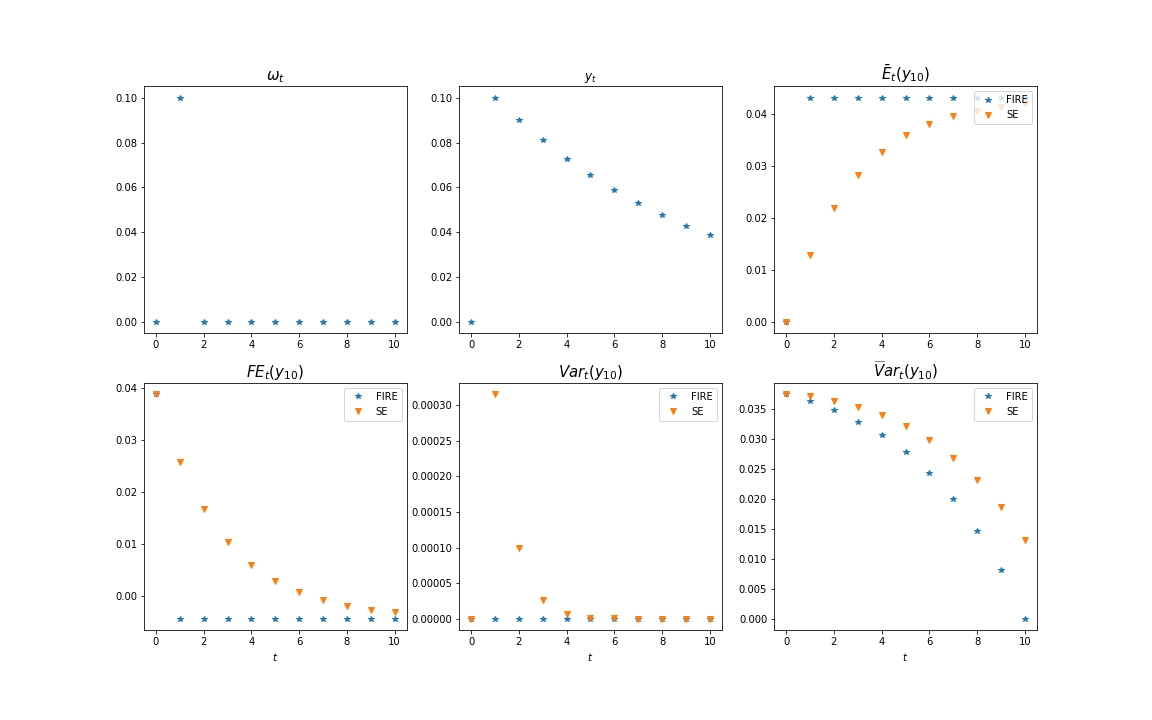 ω_t
0.10
0.08
0.06
0.04
0.02
0.00
0 2 4 6 8 10
y_t
0.10
0.08
0.06
0.04
0.02
0.00
0 2 4 6 8 10
Ē_t(y_10)
FIRE
SE
0.04
0.03
0.02
0.01
0.00
0 2 4 6 8 10
FE_t(y_10)
FIRE
SE
0.04
0.03
0.02
0.01
0.00
0 2 4 6 8 10
t
Var_t(y_10)
FIRE
SE
0.00030
0.00025
0.00020
0.00015
0.00010
0.00005
0.00000
0 2 4 6 8 10
t
V̅ar_t(y_10)
FIRE
SE
0.035
0.030
0.025
0.020
0.015
0.010
0.005
0.000
0 2 4 6 8 10
t